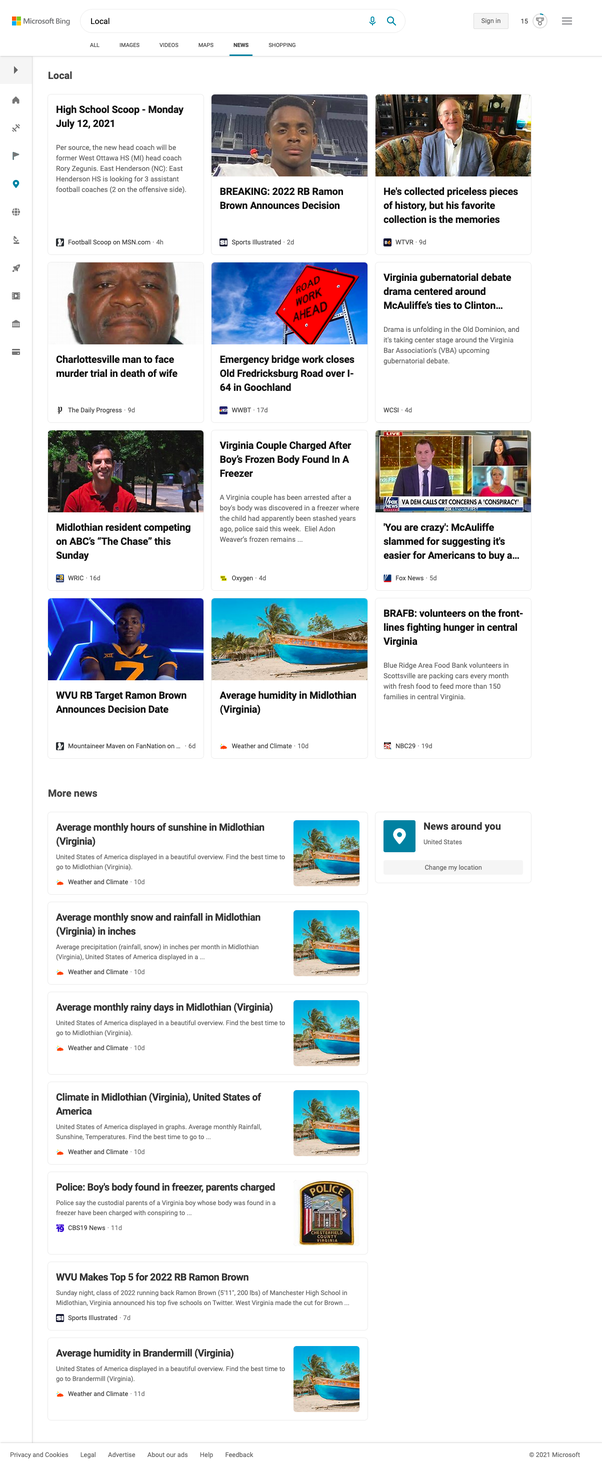 Microsoft Bing
Local
Sign in
15
ALL IMAGES VIDEOS MAPS NEWS SHOPPING
Local
High School Scoop - Monday
July 12, 2021
Per source, the new head coach will be
former West Ottawa HS (MI) head coach
Rory Zegunis. East Henderson (NC): East
Henderson HS is looking for 3 assistant
football coaches (2 on the offensive side).
Football Scoop on MSN.com · 4h
BREAKING: 2022 RB Ramon
Brown Announces Decision
Sports Illustrated · 2d
He's collected priceless pieces
of history, but his favorite
collection is the memories
WTVR · 9d
Charlottesville man to face
murder trial in death of wife
The Daily Progress · 9d
ROAD
WORK
AHEAD
Emergency bridge work closes
Old Fredricksburg Road over I-
64 in Goochland
WWBT · 17d
Virginia gubernatorial debate
drama centered around
McAuliffe's ties to Clinton...
Drama is unfolding in the Old Dominion, and
it's taking center stage around the Virginia
Bar Association's (VBA) upcoming
gubernatorial debate.
WCSI · 4d
Midlothian resident competing
on ABC's "The Chase" this
Sunday
WRIC · 16d
Virginia Couple Charged After
Boy's Frozen Body Found In A
Freezer
A Virginia couple has been arrested after a
boy's body was discovered in a freezer where
the child had apparently been stashed years
ago, police said this week. Eliel Adon
Weaver's frozen remains ...
Oxygen · 4d
LIVE
VA DEM CALLS CRT CONCERNS A 'CONSPIRACY'
'You are crazy': McAuliffe
slammed for suggesting it's
easier for Americans to buy a...
Fox News · 5d
7
WVU RB Target Ramon Brown
Announces Decision Date
Mountaineer Maven on FanNation on ... · 6d
Average humidity in Midlothian
(Virginia)
Weather and Climate · 10d
BRAFB: volunteers on the front-
lines fighting hunger in central
Virginia
Blue Ridge Area Food Bank volunteers in
Scottsville are packing cars every month
with fresh food to feed more than 150
families in central Virginia.
NBC29 · 19d
More news
Average monthly hours of sunshine in Midlothian
(Virginia)
United States of America displayed in a beautiful overview. Find the best time to
go to Midlothian (Virginia).
Weather and Climate · 10d
News around you
United States
Change my location
Average monthly snow and rainfall in Midlothian
(Virginia) in inches
Average precipitation (rainfall, snow) in inches per month in Midlothian
(Virginia), United States of America displayed in a ...
Weather and Climate · 10d
Average monthly rainy days in Midlothian (Virginia)
United States of America displayed in a beautiful overview. Find the best time to
go to Midlothian (Virginia).
Weather and Climate · 10d
Climate in Midlothian (Virginia), United States of
America
United States of America displayed in graphs. Average monthly Rainfall,
Sunshine, Temperatures. Find the best time to go to ...
Weather and Climate · 10d
Police: Boy's body found in freezer, parents charged
Police say the custodial parents of a Virginia boy whose body was found in a
freezer have been charged with conspiring to ...
CBS19 News · 11d
POLICE
CHESTERFIELD
COUNTY
VIRGINIA
WVU Makes Top 5 for 2022 RB Ramon Brown
Sunday night, class of 2022 running back Ramon Brown (5'11", 200 lbs) of Manchester High School in
Midlothian, Virginia announced his top five schools on Twitter. West Virginia made the cut for Brown ...
Sports Illustrated · 7d
Average humidity in Brandermill (Virginia)
United States of America displayed in a beautiful overview. Find the best time to
go to Brandermill (Virginia).
Weather and Climate · 11d
Privacy and Cookies Legal Advertise About our ads Help Feedback
© 2021 Microsoft